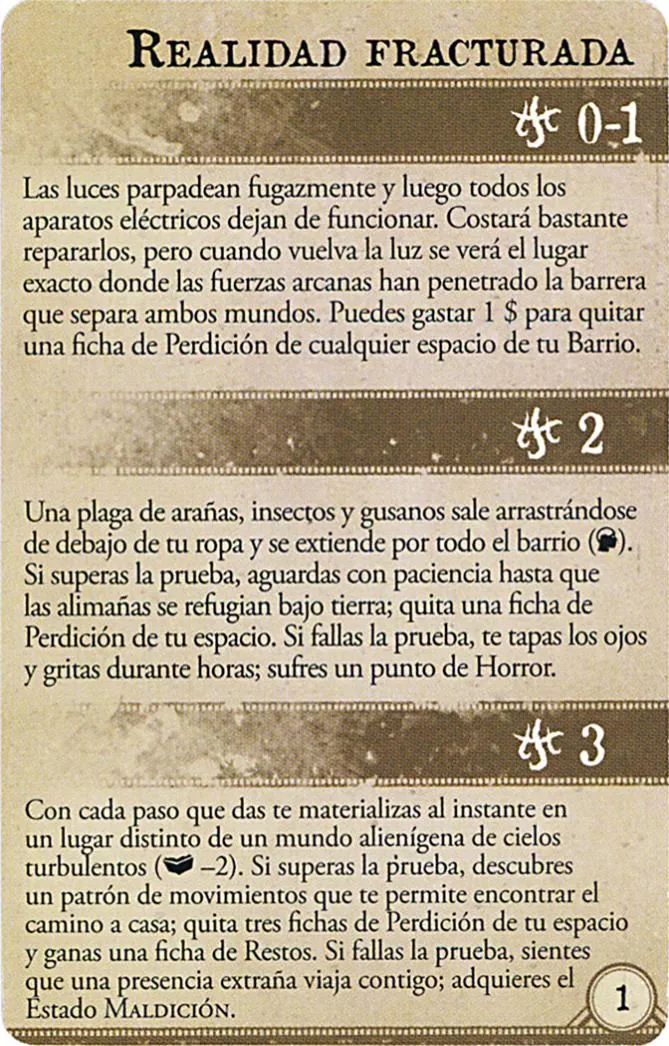 REALIDAD FRACTURADA
0-1
Las luces parpadean fugazmente y luego todos los
aparatos eléctricos dejan de funcionar. Costará bastante
repararlos, pero cuando vuelva la luz se verá el lugar
exacto donde las fuerzas arcanas han penetrado la barrera
que separa ambos mundos. Puedes gastar 1 $ para quitar
una ficha de Perdición de cualquier espacio de tu Barrio.
2
Una plaga de arañas, insectos y gusanos sale arrastrándose
de debajo de tu ropa y se extiende por todo el barrio ().
Si superas la prueba, aguardas con paciencia hasta que
las alimañas se refugian bajo tierra; quita una ficha de
Perdición de tu espacio. Si fallas la prueba, te tapas los ojos
y gritas durante horas; sufres un punto de Horror.
3
Con cada paso que das te materializas al instante en
un lugar distinto de un mundo alienígena de cielos
turbulentos ( –2). Si superas la prueba, descubres
un patrón de movimientos que te permite encontrar el
camino a casa; quita tres fichas de Perdición de tu espacio
y ganas una ficha de Restos. Si fallas la prueba, sientes
que una presencia extraña viaja contigo; adquieres el
Estado MALDICIÓN.
1